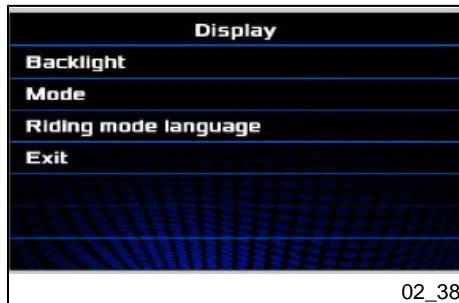 Display
Backlight
Mode
Riding mode language
Exit
02_38